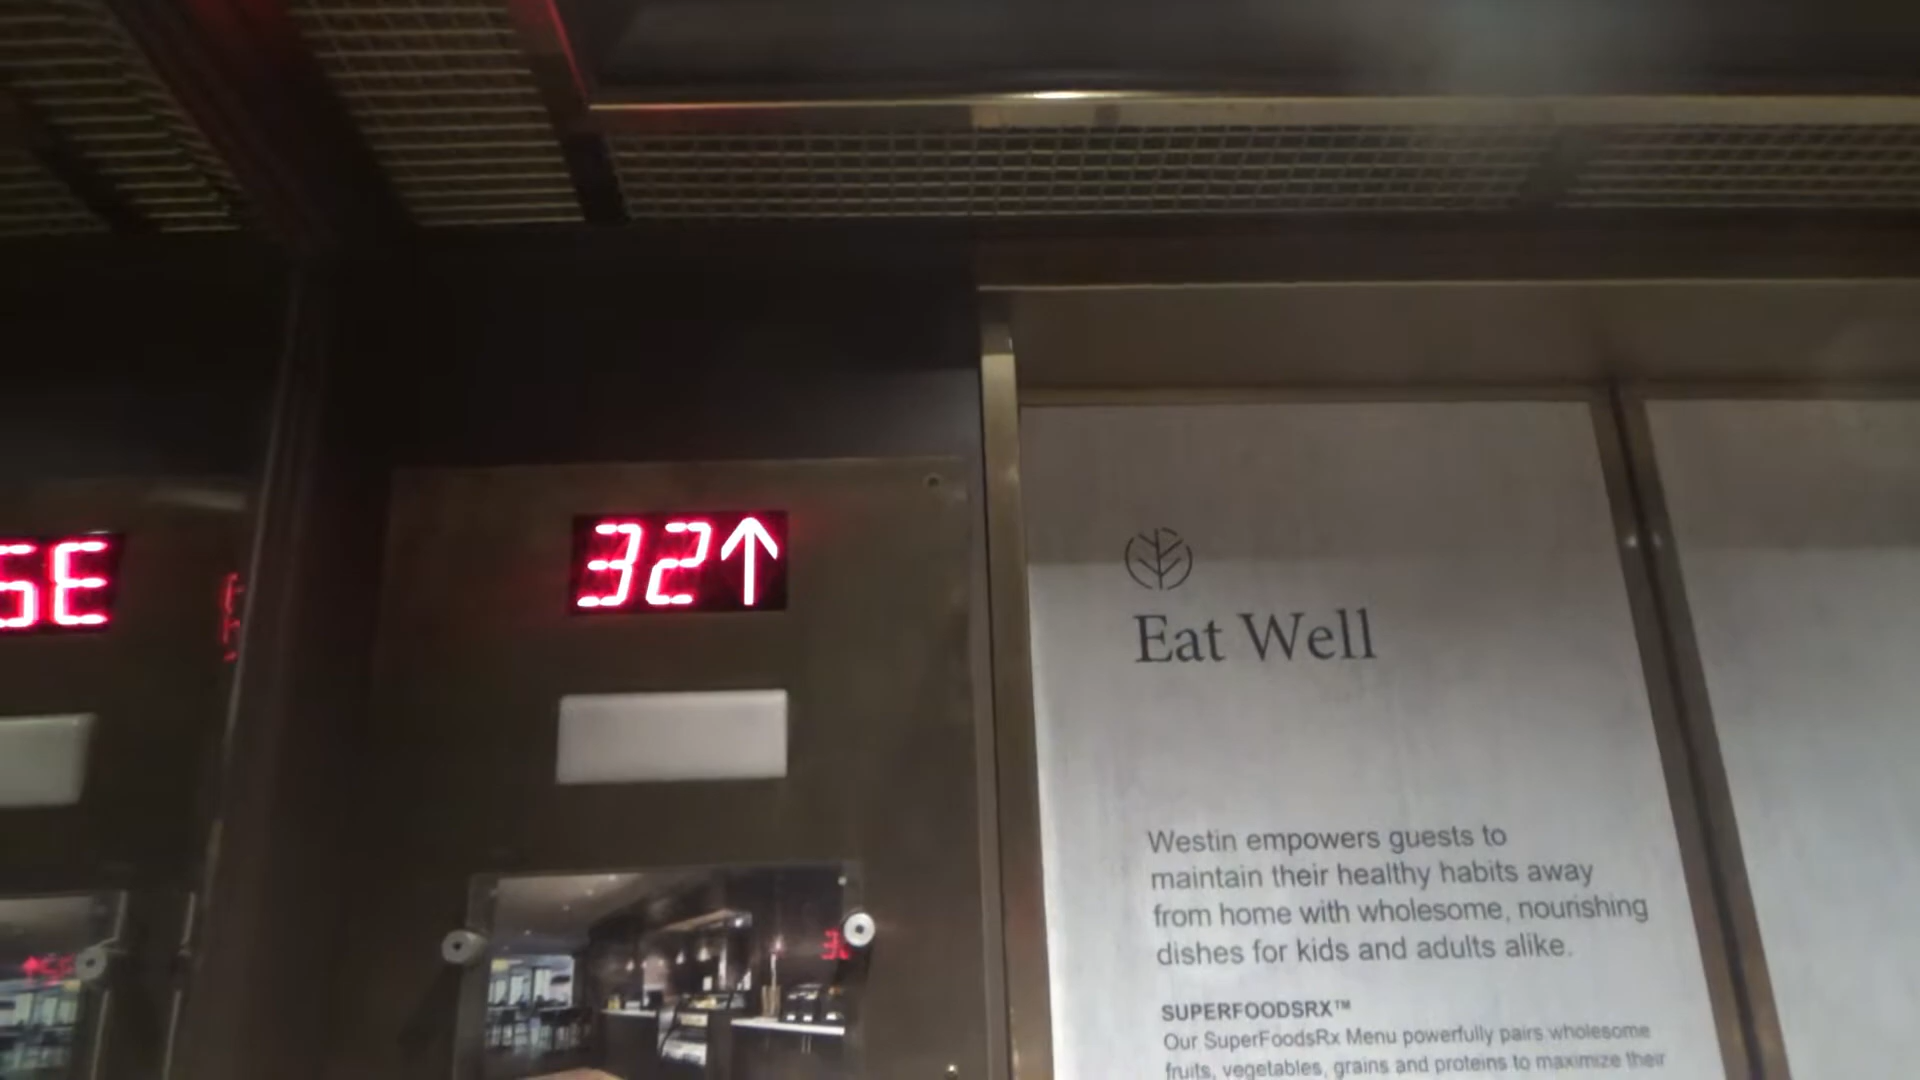 32↑
Eat Well
Westin empowers guests to
maintain their healthy habits away
from home with wholesome, nourishing
dishes for kids and adults alike.
SUPERFOODSRX™
Our SuperFoodsRx Menu powerfully pairs wholesome
fruits, vegetables, grains and proteins to maximize their